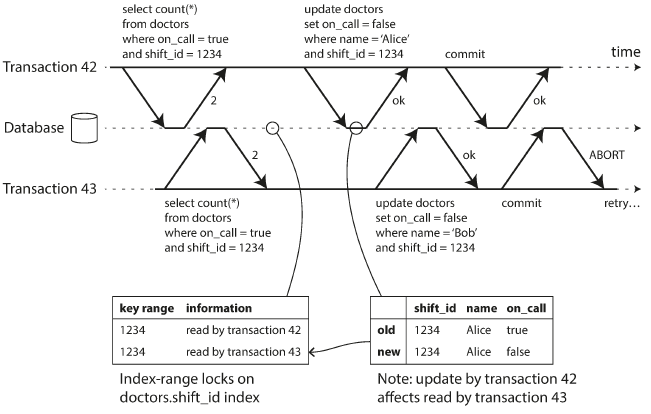 select count(*)
from doctors
where on_call = true
and shift_id = 1234
update doctors
set on_call = false
where name = ‘Alice’
and shift_id = 1234
commit
time
Transaction 42
2
ok
ok
Database
2
ok
ABORT
Transaction 43
select count(*)
from doctors
where on_call = true
and shift_id = 1234
update doctors
set on_call = false
where name = ‘Bob’
and shift_id = 1234
commit
retry…
key range information
1234 read by transaction 42
1234 read by transaction 43
Index-range locks on
doctors.shift_id index
shift_id name on_call
old 1234 Alice true
new 1234 Alice false
Note: update by transaction 42
affects read by transaction 43